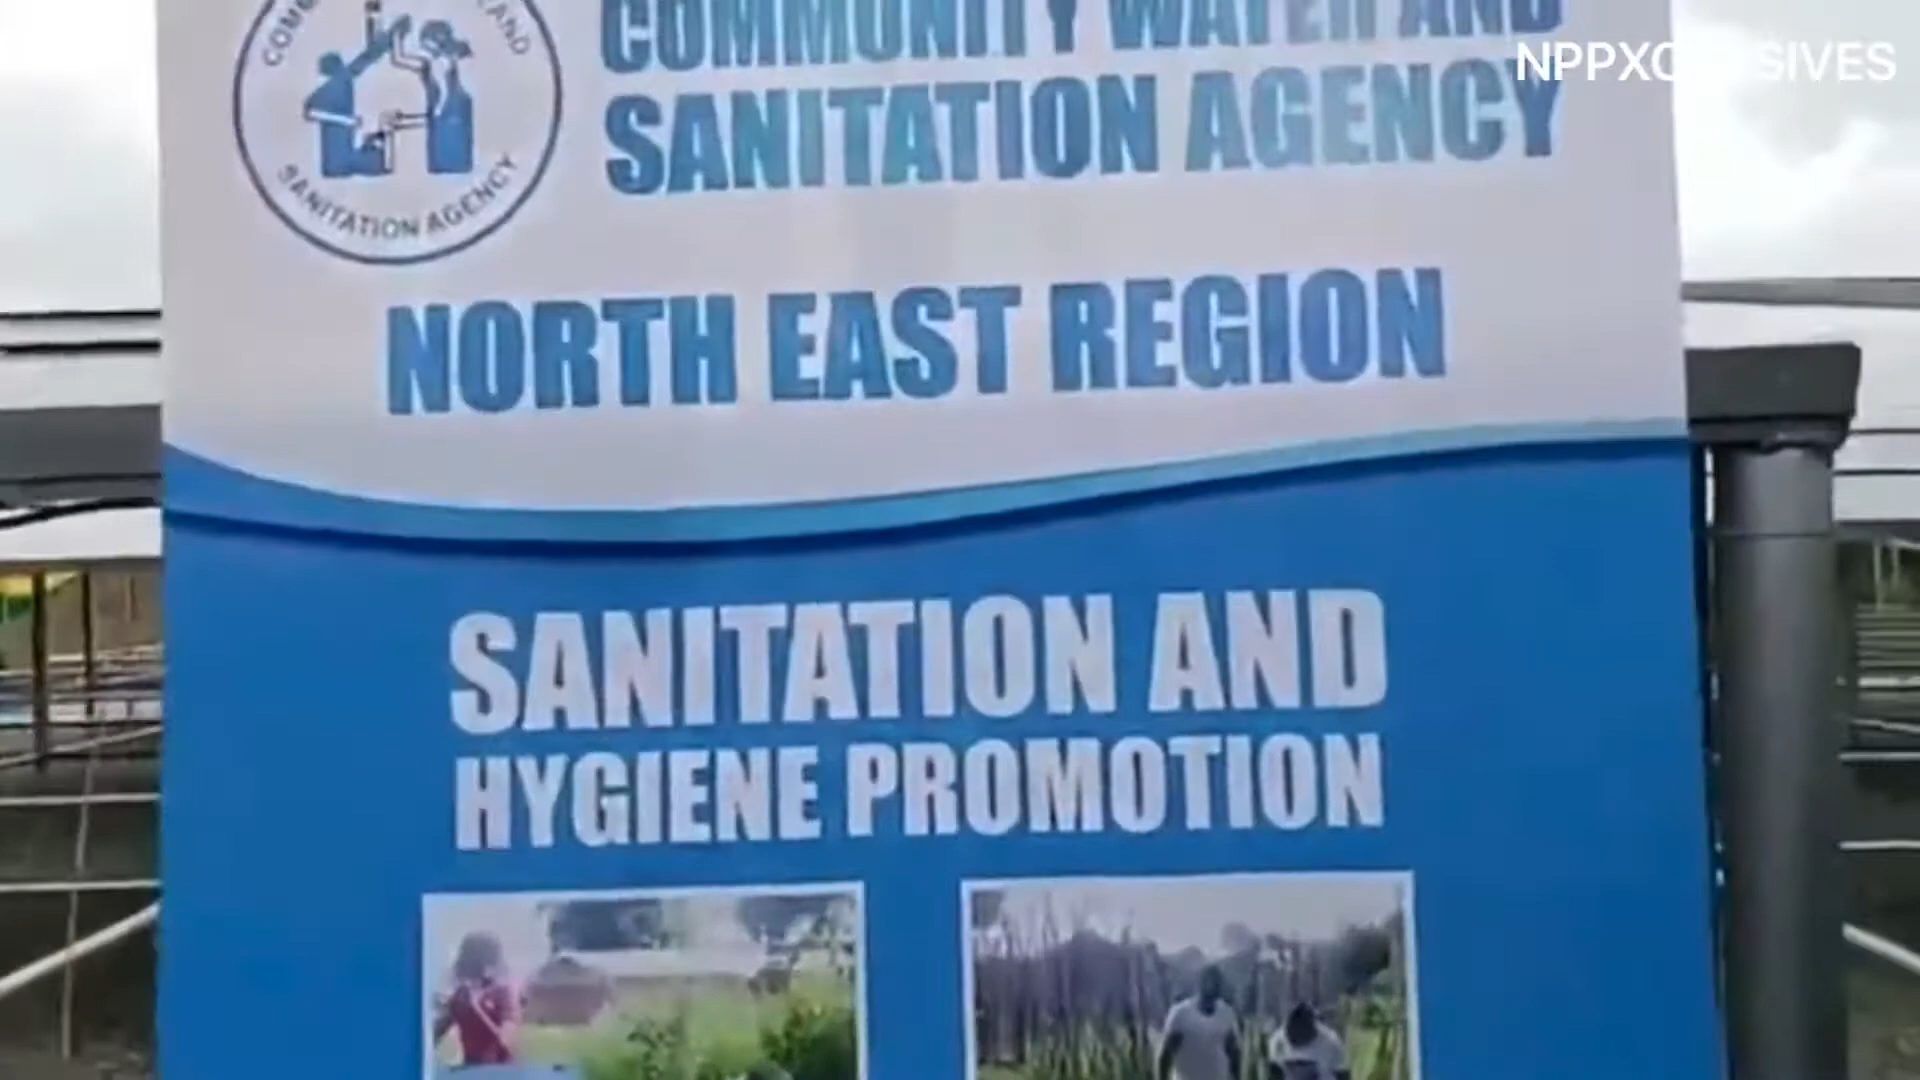 COMMUNITY WATER AND
SANITATION AGENCY
SANITATION AGENCY
NORTH EAST REGION
SANITATION AND
HYGIENE PROMOTION